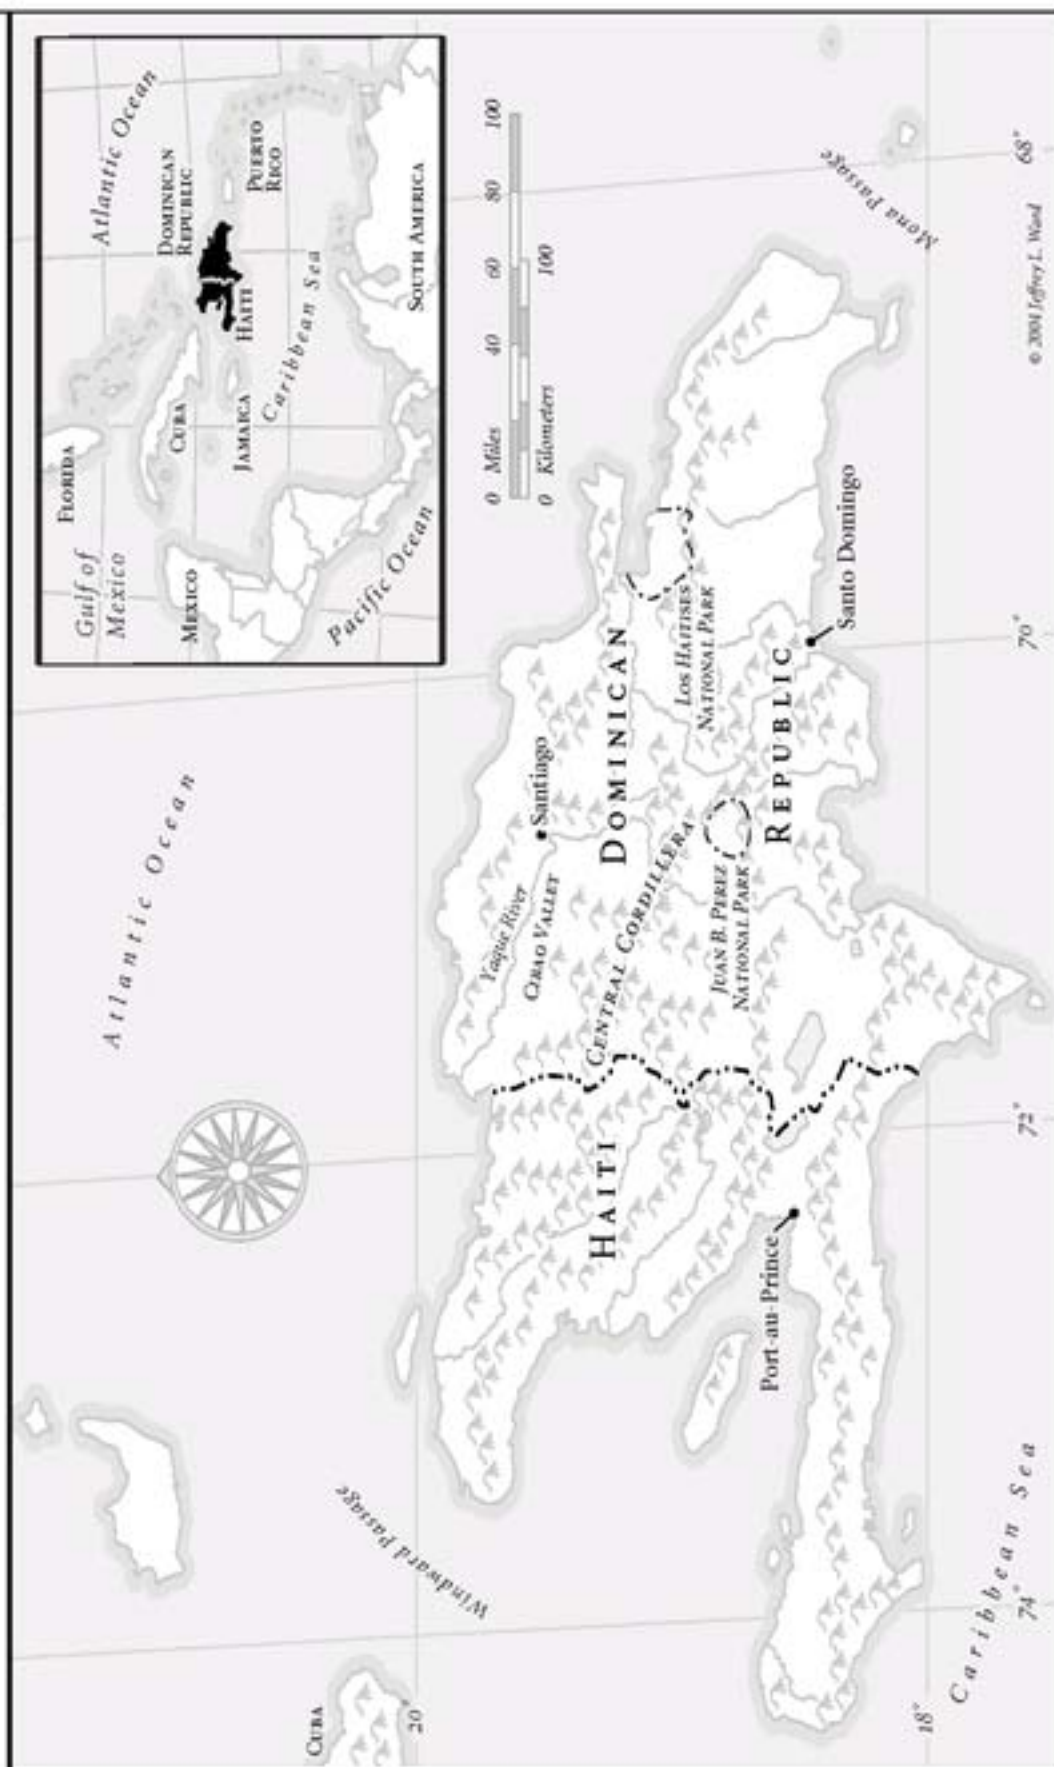 Atlantic Ocean
Windward Passage
CUBA
20°
18°
74°
72°
70°
68°
Caribbean Sea
Mona Passage
HAITI
Port-au-Prince
DOMINICAN
REPUBLIC
Santiago
Yaque River
CIBAO VALLEY
CENTRAL CORDILLERA
JUAN B. PEREZ
NATIONAL PARK
LOS HAITISES
NATIONAL PARK
Santo Domingo
0 Miles 40 60 80 100
0 Kilometers 100
FLORIDA
Gulf of
Mexico
MEXICO
Pacific Ocean
CUBA
JAMAICA
HAITI
Caribbean Sea
DOMINICAN
REPUBLIC
PUERTO
RICO
Atlantic Ocean
SOUTH AMERICA
© 2004 Jeffrey L. Ward